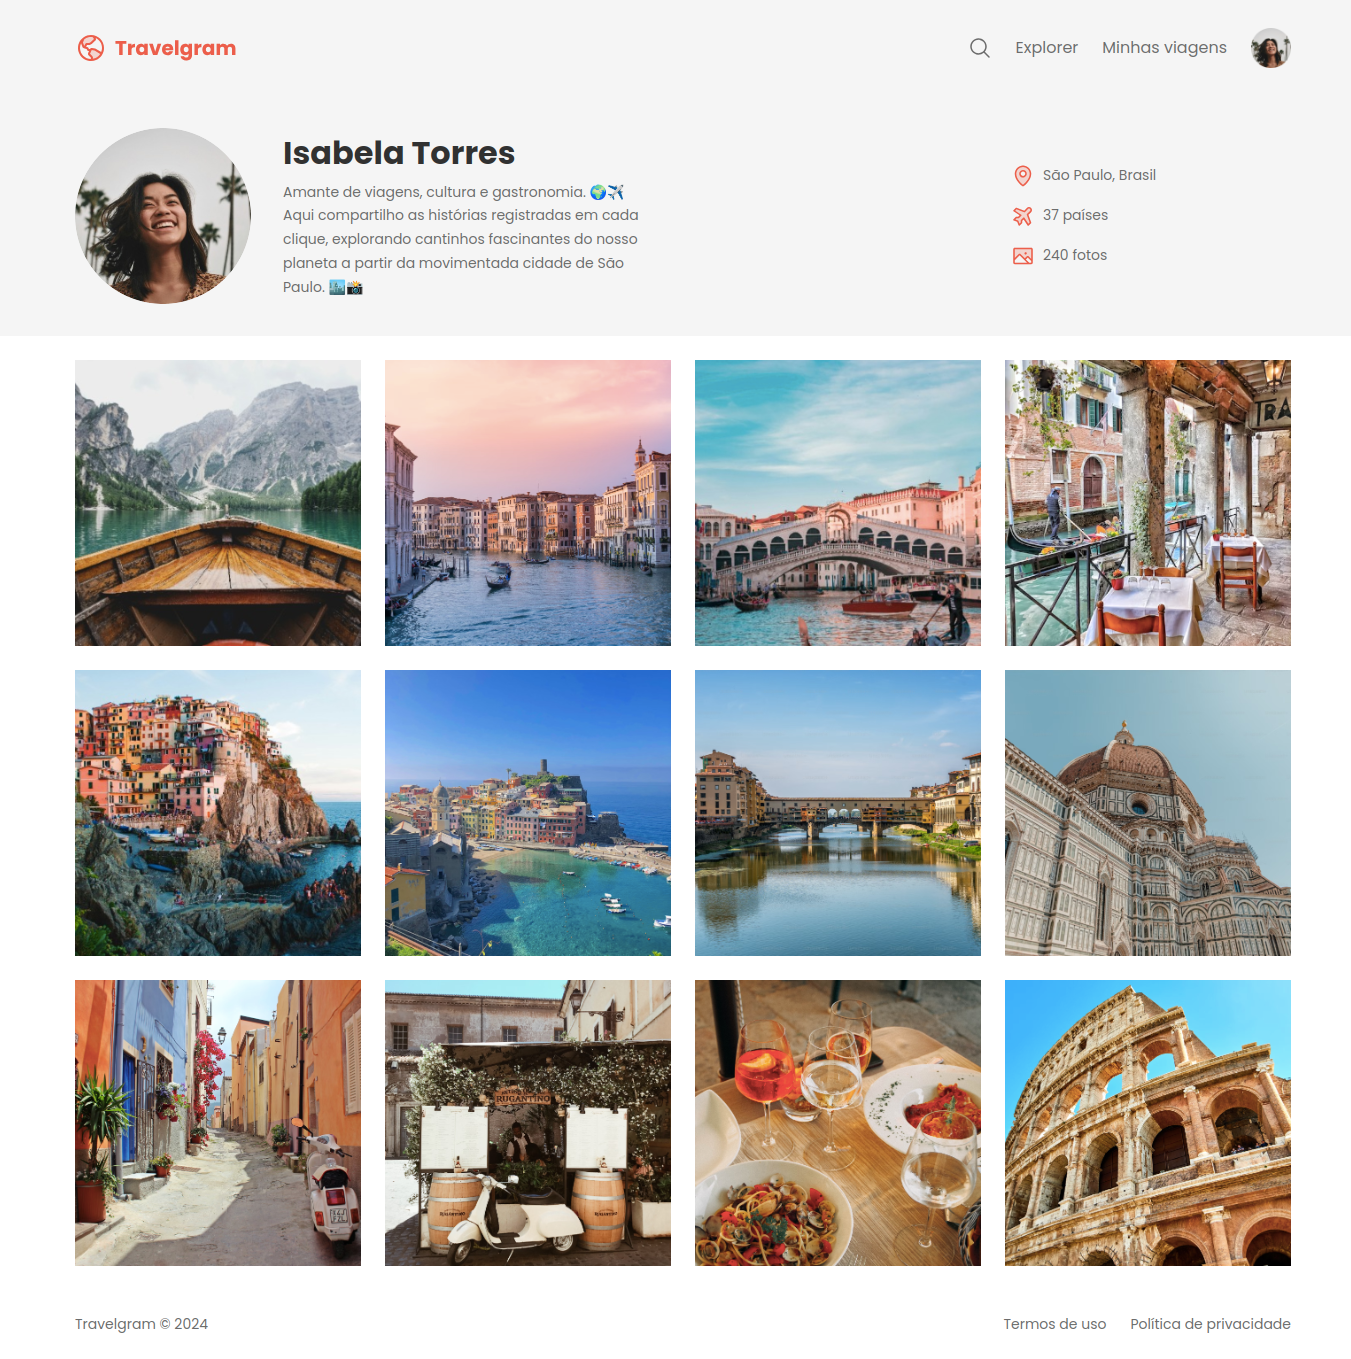 Travelgram
Explorer
Minhas viagens
Isabela Torres
Amante de viagens, cultura e gastronomia. 🌍✈️
Aqui compartilho as histórias registradas em cada
clique, explorando cantinhos fascinantes do nosso
planeta a partir da movimentada cidade de São
Paulo. 🏙️📸
São Paulo, Brasil
37 países
240 fotos
TRA
RUGANTINO
Travelgram © 2024
Termos de uso
Política de privacidade